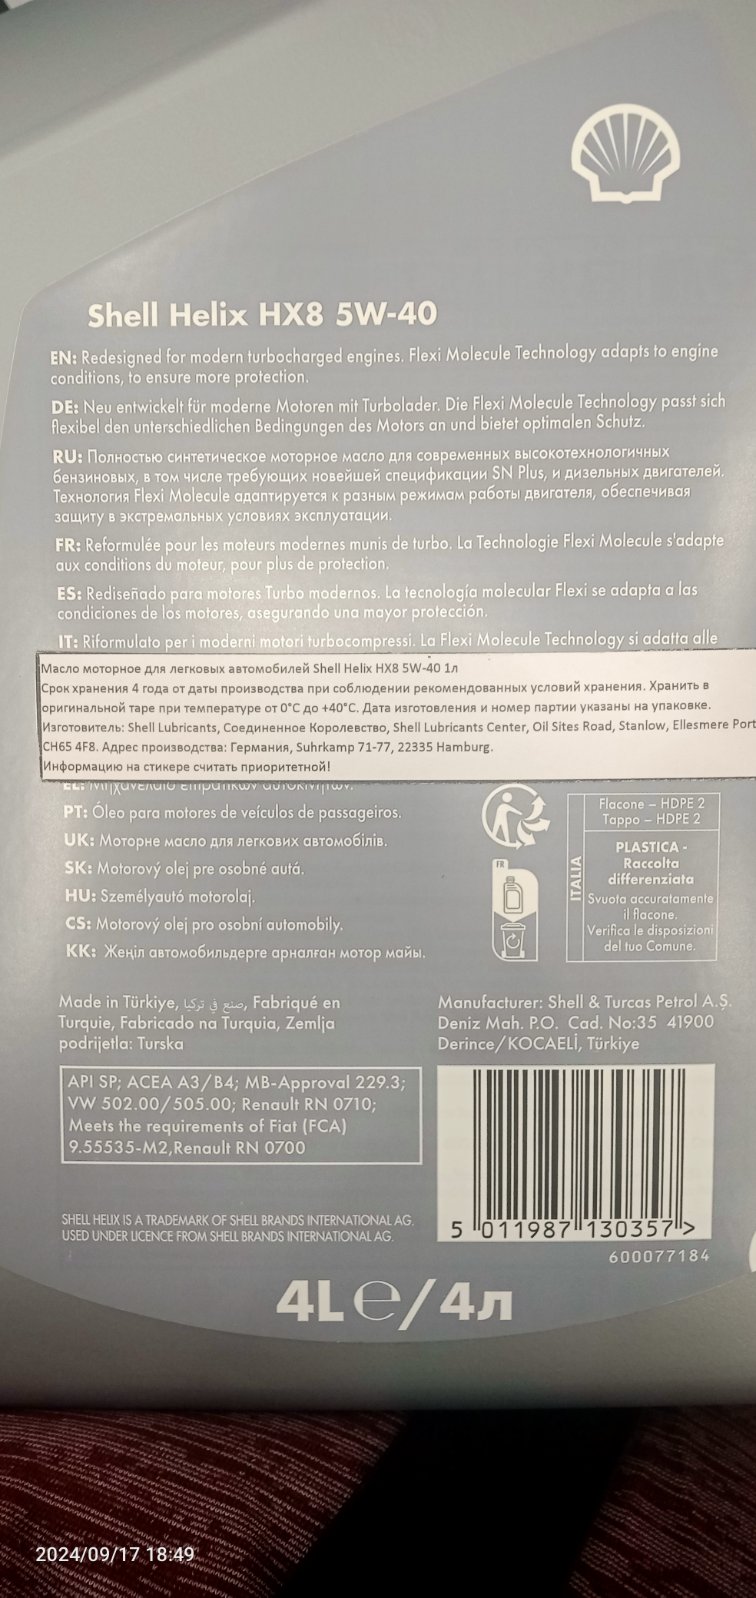 Shell Helix HX8 5W-40
EN: Redesigned for modern turbocharged engines. Flexi Molecule Technology adapts to engine
conditions, to ensure more protection.
DE: Neu entwickelt für moderne Motoren mit Turbolader. Die Flexi Molecule Technology passt sich
flexibel den unterschiedlichen Bedingungen des Motors an und bietet optimalen Schutz.
RU: Полностью синтетическое моторное масло для современных высокотехнологичных
бензиновых, в том числе требующих новейшей спецификации SN Plus, и дизельных двигателей.
Технология Flexi Molecule адаптируется к разным режимам работы двигателя, обеспечивая
защиту в экстремальных условиях эксплуатации.
FR: Reformulée pour les moteurs modernes munis de turbo. La Technologie Flexi Molecule s'adapte
aux conditions du moteur, pour plus de protection.
ES: Rediseñado para motores Turbo modernos. La tecnología molecular Flexi se adapta a las
condiciones de los motores, asegurando una mayor protección.
IT: Riformulato per i moderni motori turbocompressi. La Flexi Molecule Technology si adatta alle
Масло моторное для легковых автомобилей Shell Helix HX8 5W-40 1л
Срок хранения 4 года от даты производства при соблюдении рекомендованных условий хранения. Хранить в
оригинальной таре при температуре от 0°С до +40°С. Дата изготовления и номер партии указаны на упаковке.
Изготовитель: Shell Lubricants, Соединенное Королевство, Shell Lubricants Center, Oil Sites Road, Stanlow, Ellesmere Port
CH65 4F8. Адрес производства: Германия, Suhrkamp 71-77, 22335 Hamburg.
Информацию на стикере считать приоритетной!
EL: Μηχανέλαιο επιβατικών αυτοκινήτων.
PT: Óleo para motores de veículos de passageiros.
UK: Моторне масло для легкових автомобілів.
SK: Motorový olej pre osobné autá.
HU: Személyautó motorolaj.
CS: Motorový olej pro osobní automobily.
KK: Жеңіл автомобильдерге арналған мотор майы.
FR
ITALIA
Flacone – HDPE 2
Tappo – HDPE 2
PLASTICA -
Raccolta
differenziata
Svuota accuratamente
il flacone.
Verifica le disposizioni
del tuo Comune.
Made in Türkiye, صنع في تركيا, Fabriqué en
Turquie, Fabricado na Turquia, Zemlja
podrijetla: Turska
Manufacturer: Shell & Turcas Petrol A.Ş.
Deniz Mah. P.O. Cad. No:35 41900
Derince/KOCAELİ, Türkiye
API SP; ACEA A3/B4; MB-Approval 229.3;
VW 502.00/505.00; Renault RN 0710;
Meets the requirements of Fiat (FCA)
9.55535-M2,Renault RN 0700
5 011987 130357 >
600077184
SHELL HELIX IS A TRADEMARK OF SHELL BRANDS INTERNATIONAL AG.
USED UNDER LICENCE FROM SHELL BRANDS INTERNATIONAL AG.
4L ℮/4л
2024/09/17 18:49